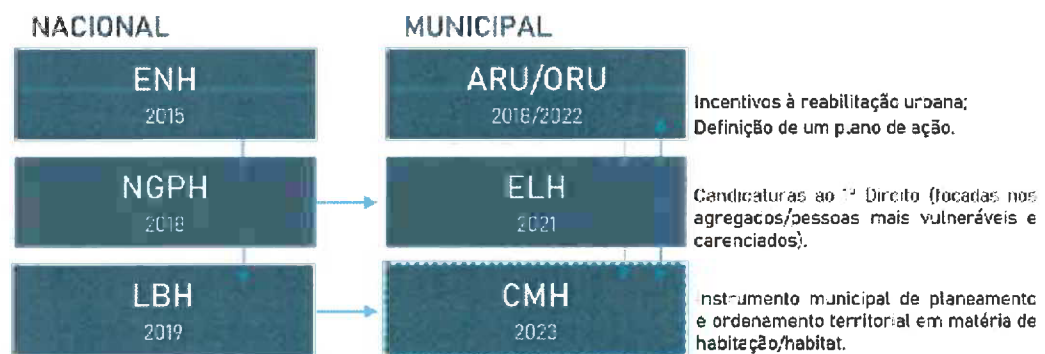 NACIONAL
MUNICIPAL
ENH
2015
ARU/ORU
2018/2022
Incentivos à reabilitação urbana;
Definição de um plano de ação.
NGPH
2018
ELH
2021
Candidaturas ao 1º Direito (focadas nos
agregados/pessoas mais vulneráveis e
carenciados).
LBH
2019
CMH
2023
Instrumento municipal de planeamento
e ordenamento territorial em matéria de
habitação/habitat.